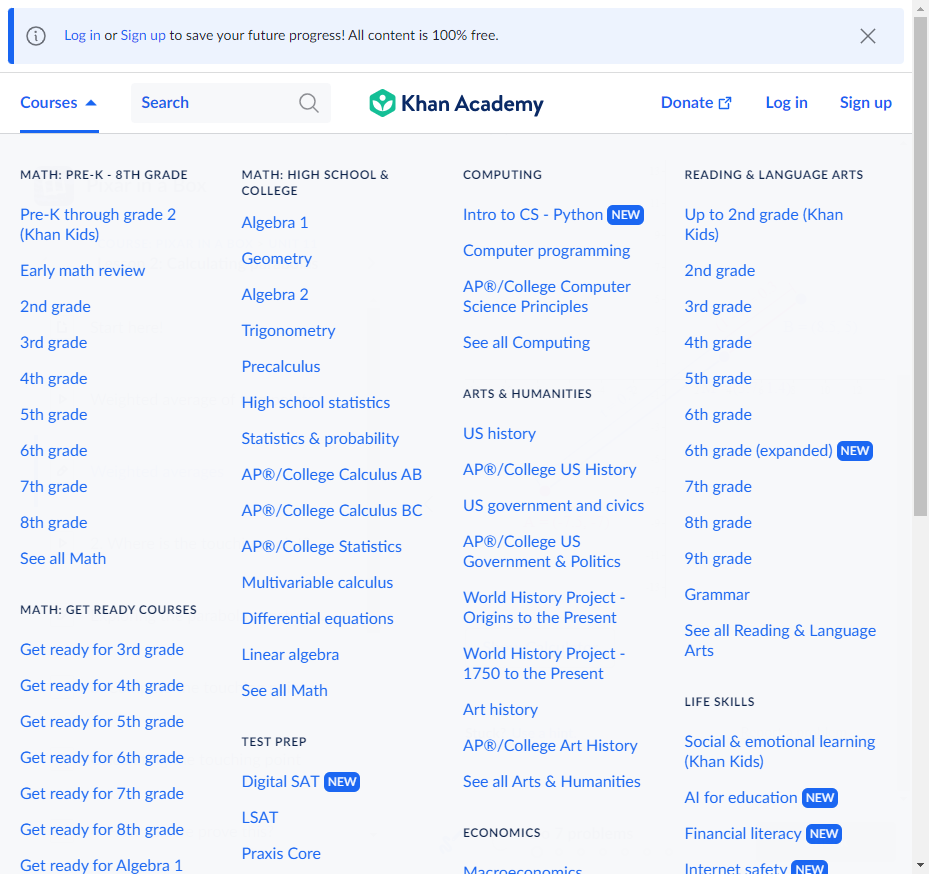 Log in or Sign up to save your future progress! All content is 100% free.
Courses
Search
Khan Academy
Donate
Log in
Sign up
MATH: PRE-K - 8TH GRADE
Pre-K through grade 2
(Khan Kids)
Early math review
2nd grade
3rd grade
4th grade
5th grade
6th grade
7th grade
8th grade
See all Math
MATH: GET READY COURSES
Get ready for 3rd grade
Get ready for 4th grade
Get ready for 5th grade
Get ready for 6th grade
Get ready for 7th grade
Get ready for 8th grade
Get ready for Algebra 1
MATH: HIGH SCHOOL &
COLLEGE
Algebra 1
Geometry
Algebra 2
Trigonometry
Precalculus
High school statistics
Statistics & probability
AP®/College Calculus AB
AP®/College Calculus BC
AP®/College Statistics
Multivariable calculus
Differential equations
Linear algebra
See all Math
TEST PREP
Digital SAT NEW
LSAT
Praxis Core
COMPUTING
Intro to CS - Python NEW
Computer programming
AP®/College Computer
Science Principles
See all Computing
ARTS & HUMANITIES
US history
AP®/College US History
US government and civics
AP®/College US
Government & Politics
World History Project -
Origins to the Present
World History Project -
1750 to the Present
Art history
AP®/College Art History
See all Arts & Humanities
ECONOMICS
Macroeconomics
READING & LANGUAGE ARTS
Up to 2nd grade (Khan
Kids)
2nd grade
3rd grade
4th grade
5th grade
6th grade
6th grade (expanded) NEW
7th grade
8th grade
9th grade
Grammar
See all Reading & Language
Arts
LIFE SKILLS
Social & emotional learning
(Khan Kids)
AI for education NEW
Financial literacy NEW
Internet safety NEW